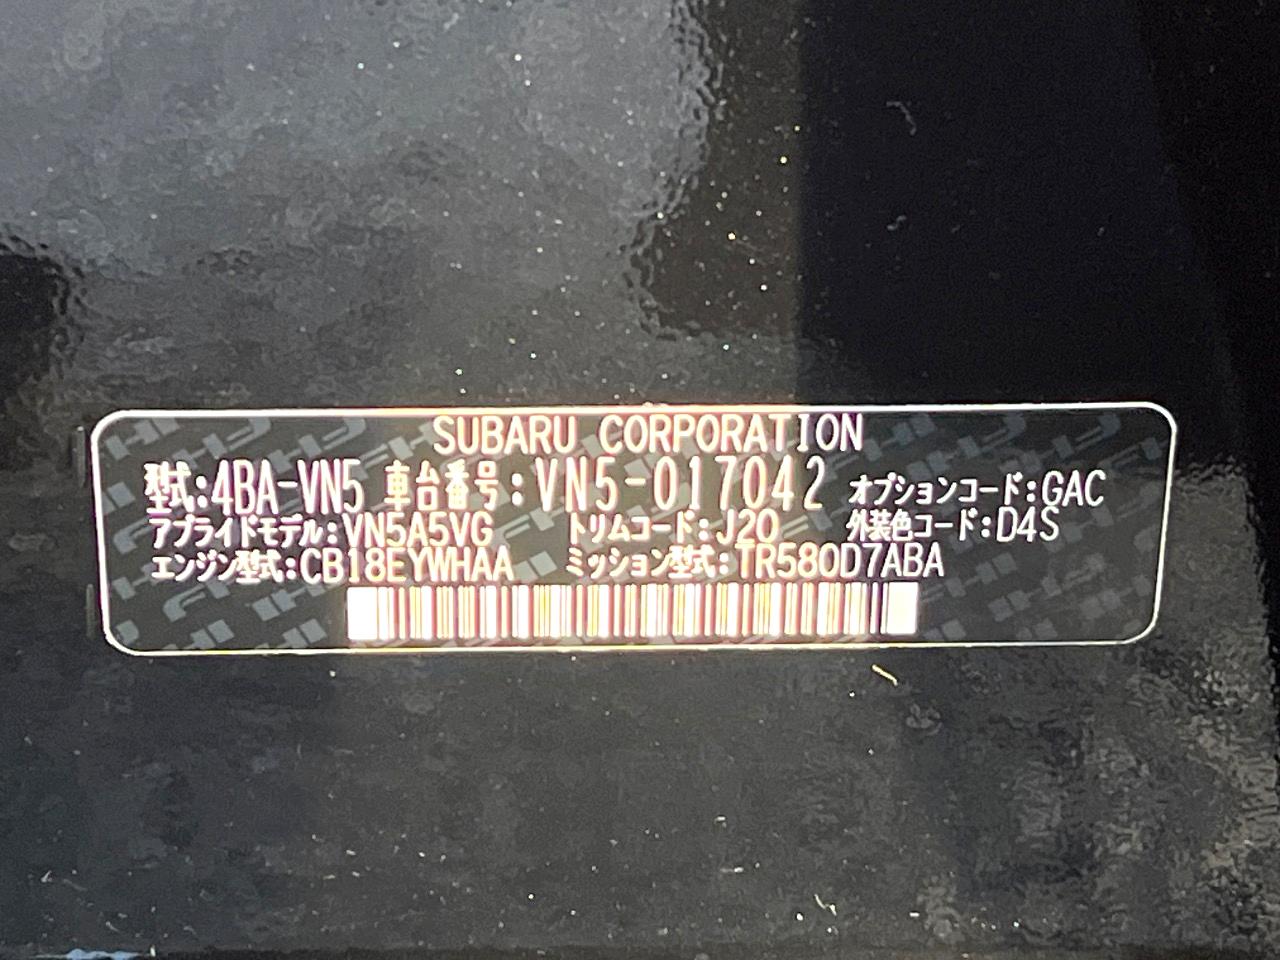 SUBARU CORPORATION
型式:4BA-VN5 車台番号:VN5-017042 オプションコード:GAC
アプライドモデル:VN5A5VG トリムコード:J20 外装色コード:D4S
エンジン型式:CB18EYWHAA ミッション型式:TR580D7ABA